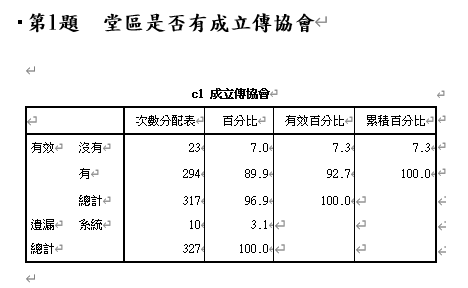 ▪第1題　堂區是否有成立傳協會
c1 成立傳協會
次數分配表 百分比 有效百分比 累積百分比
有效 沒有 23 7.0 7.3 7.3
有 294 89.9 92.7 100.0
總計 317 96.9 100.0
遺漏 系統 10 3.1
總計 327 100.0